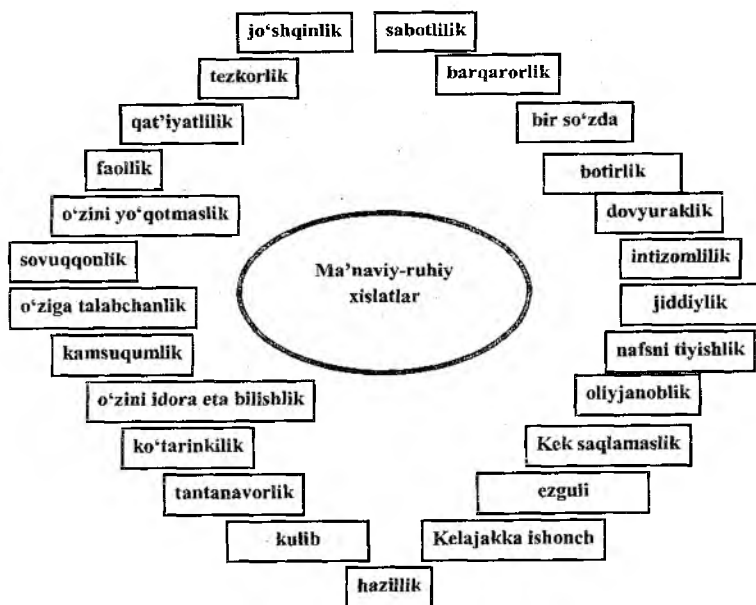 jo‘shqinlik
sabotlilik
tezkorlik
barqarorlik
qat’iyatlilik
bir so‘zda
faollik
botirlik
o‘zini yo‘qotmaslik
dovyuraklik
sovuqqonlik
Ma’naviy-ruhiy
xislatlar
intizomlilik
o‘ziga talabchanlik
jiddiylik
kamsuqumlik
nafsni tiyishlik
o‘zini idora eta bilishlik
oliyjanoblik
ko‘tarinkilik
Kek saqlamaslik
tantanavorlik
ezguli
kulib
Kelajakka ishonch
hazillik